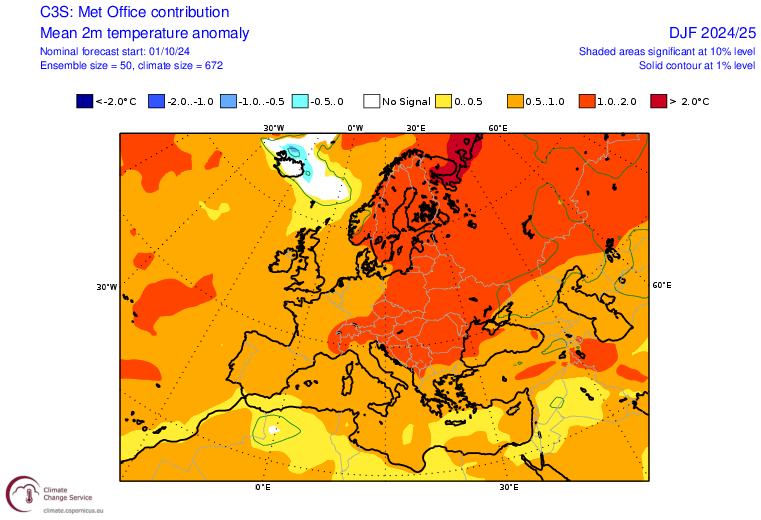 C3S: Met Office contribution
Mean 2m temperature anomaly
DJF 2024/25
Nominal forecast start: 01/10/24
Shaded areas significant at 10% level
Ensemble size = 50, climate size = 672
Solid contour at 1% level
<-2.0°C -2.0..-1.0 -1.0..-0.5 -0.5..0 No Signal 0..0.5 0.5..1.0 1.0..2.0 > 2.0°C
30°W 0°W 30°E 60°E
30°W 60°E
0°E 30°E
Climate
Change Service
climate.copernicus.eu